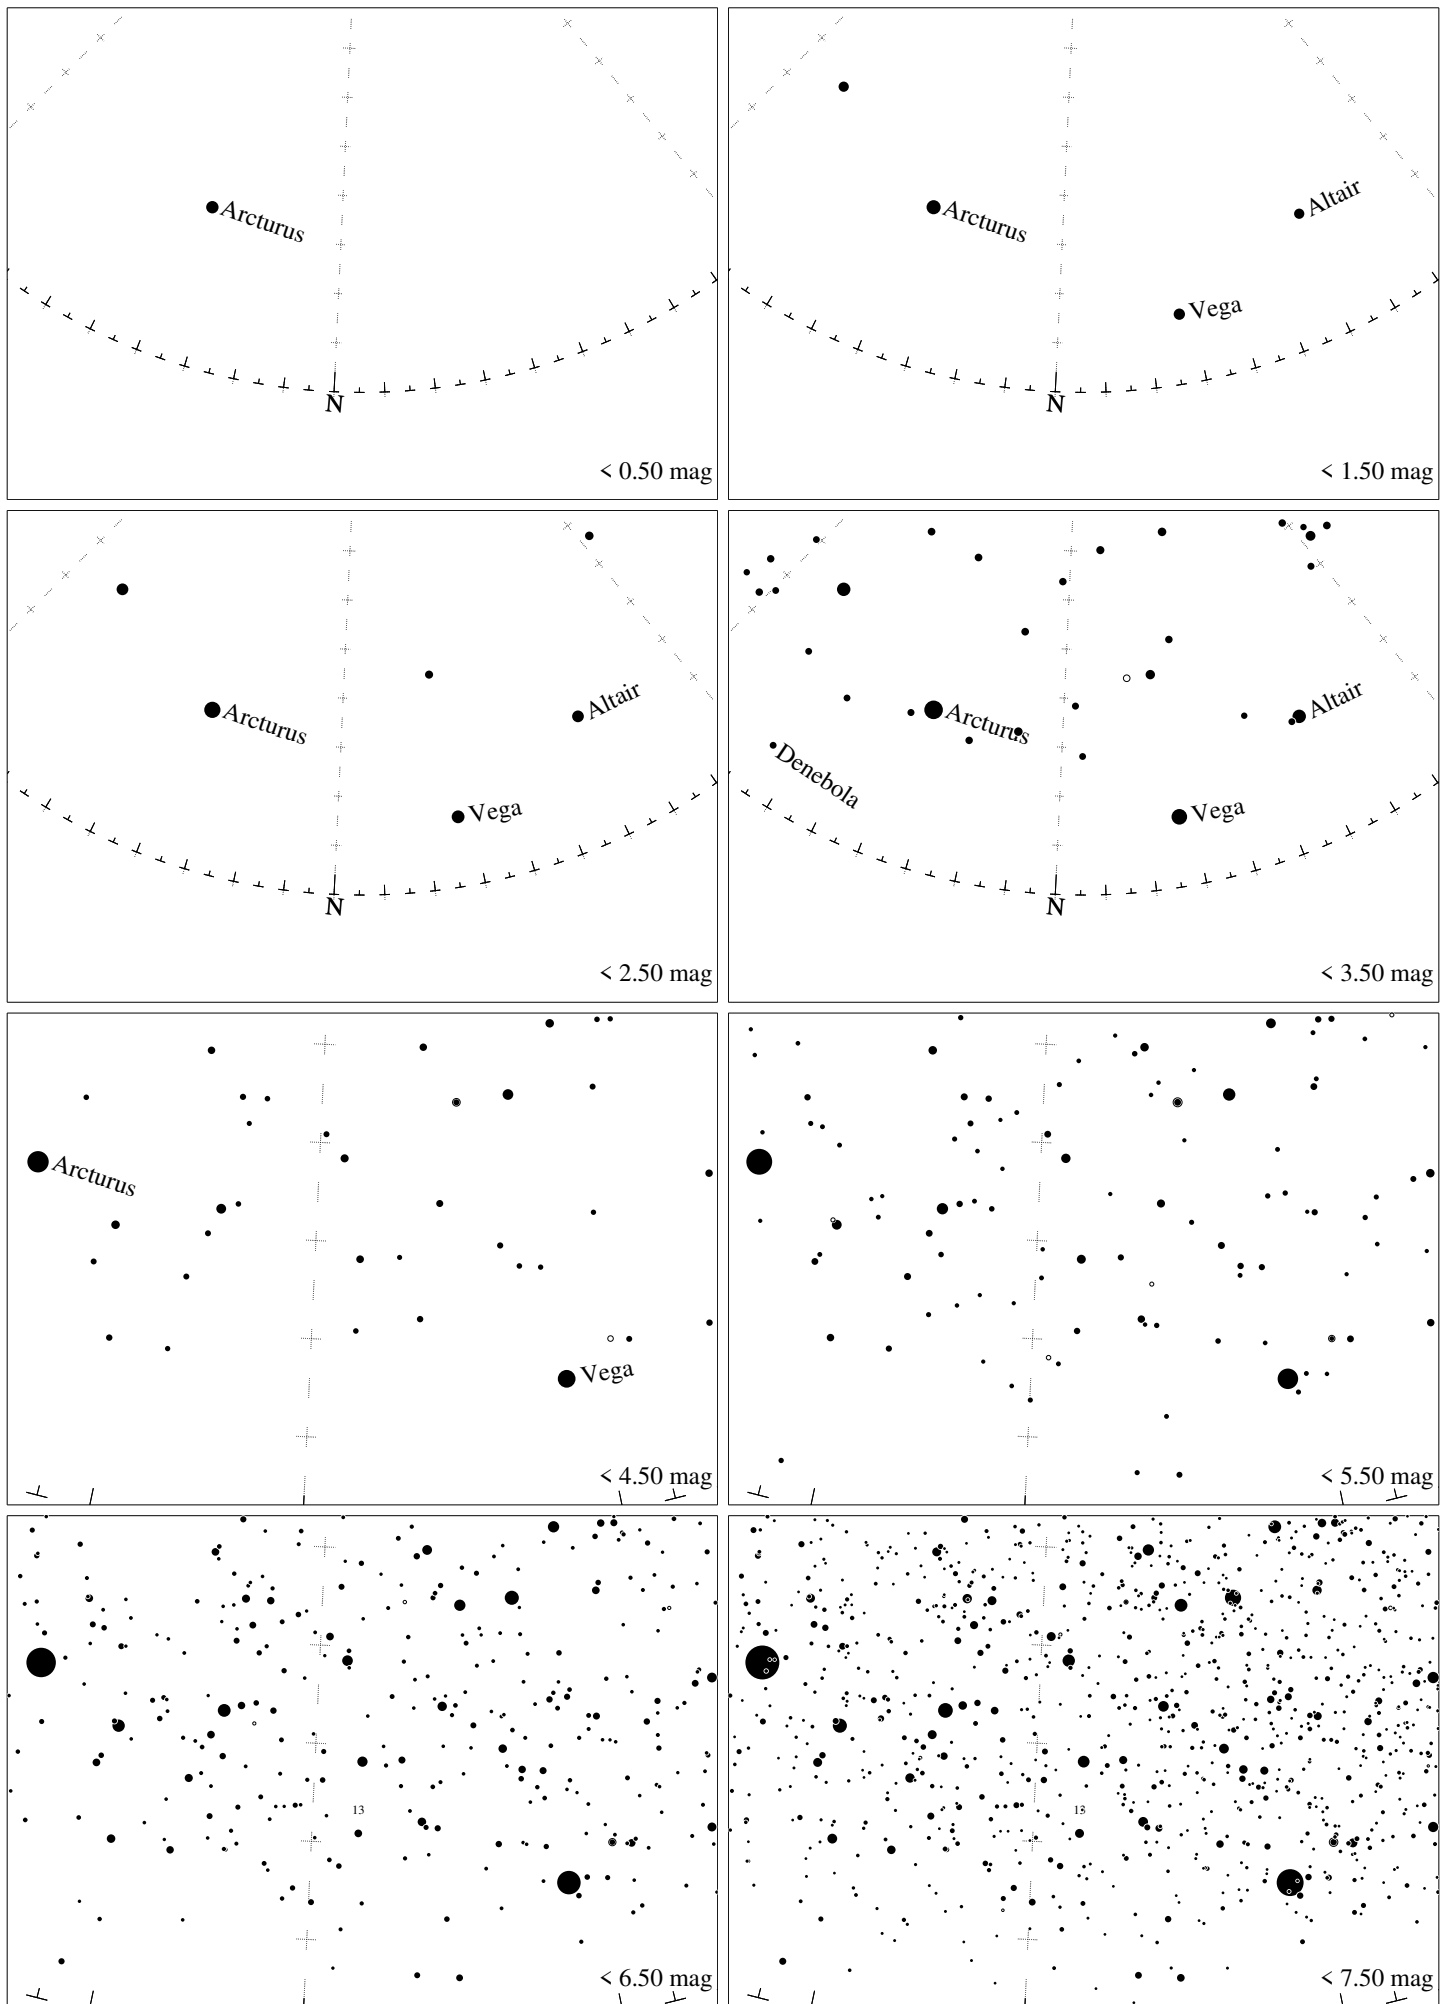 Arcturus
N
< 0.50 mag
Arcturus
Altair
Vega
N
< 1.50 mag
Arcturus
Altair
Vega
N
< 2.50 mag
Arcturus
Altair
Denebola
Vega
N
< 3.50 mag
Arcturus
Vega
< 4.50 mag
< 5.50 mag
13
< 6.50 mag
13
< 7.50 mag